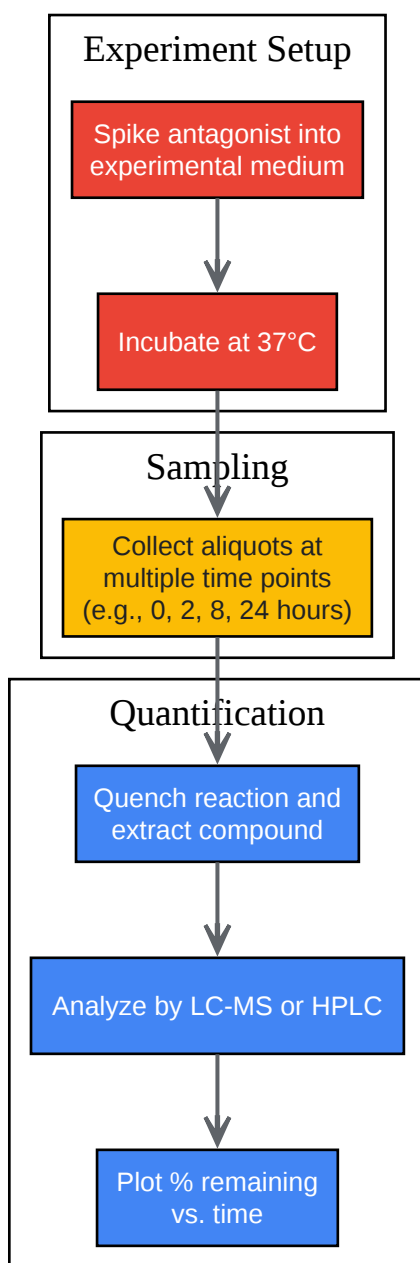 Experiment Setup
Spike antagonist into
experimental medium
Incubate at 37°C
Sampling
Collect aliquots at
multiple time points
(e.g., 0, 2, 8, 24 hours)
Quantification
Quench reaction and
extract compound
Analyze by LC-MS or HPLC
Plot % remaining
vs. time